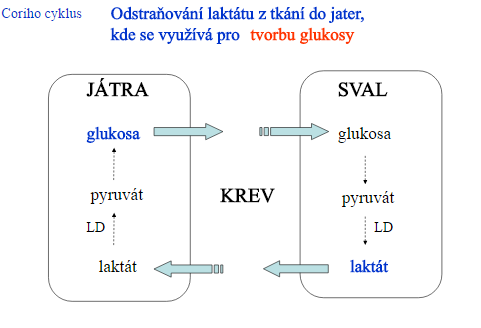 Coriho cyklus
Odstraňování laktátu z tkání do jater,
kde se využívá pro tvorbu glukosy
JÁTRA
glukosa
pyruvát
LD
laktát
KREV
SVAL
glukosa
pyruvát
LD
laktát